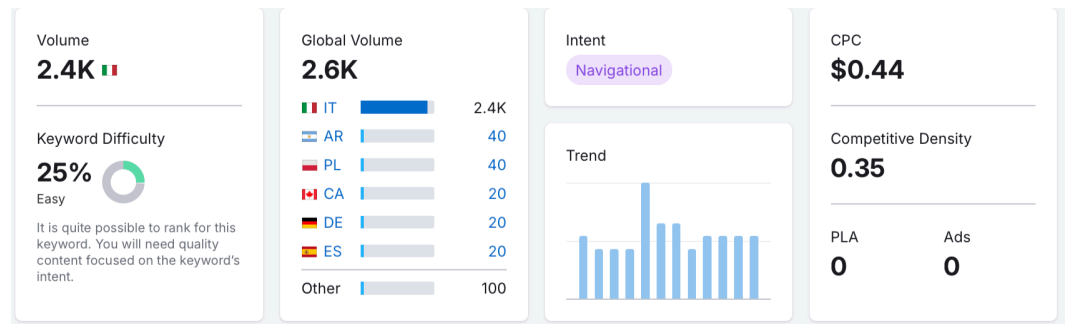 Volume
2.4K
Keyword Difficulty
25%
Easy
It is quite possible to rank for this
keyword. You will need quality
content focused on the keyword's
intent.
Global Volume
2.6K
IT 2.4K
AR 40
PL 40
CA 20
DE 20
ES 20
Other 100
Intent
Navigational
Trend
CPC
$0.44
Competitive Density
0.35
PLA Ads
0 0